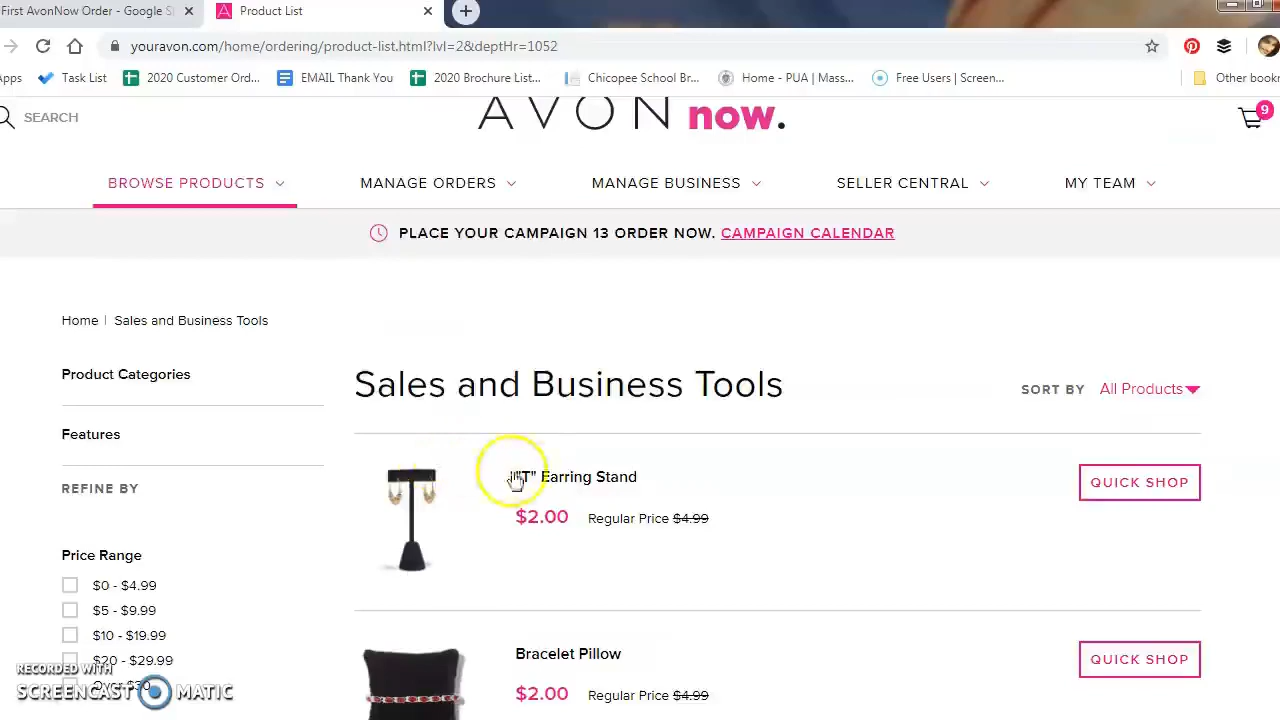 First AvonNow Order - Google S
Product List
youravon.com/home/ordering/product-list.html?lvl=2&deptHr=1052
Apps
Task List
2020 Customer Ord...
EMAIL Thank You
2020 Brochure List...
Chicopee School Br...
Home - PUA | Mass...
Free Users | Screen...
Other bookn
SEARCH
AVON now.
9
BROWSE PRODUCTS
MANAGE ORDERS
MANAGE BUSINESS
SELLER CENTRAL
MY TEAM
PLACE YOUR CAMPAIGN 13 ORDER NOW. CAMPAIGN CALENDAR
Home | Sales and Business Tools
Product Categories
Features
REFINE BY
Price Range
$0 - $4.99
$5 - $9.99
$10 - $19.99
$20 - $29.99
Sales and Business Tools
SORT BY All Products
"T" Earring Stand
$2.00 Regular Price $4.99
QUICK SHOP
Bracelet Pillow
$2.00 Regular Price $4.99
QUICK SHOP
RECORDED WITH
SCREENCAST MATIC